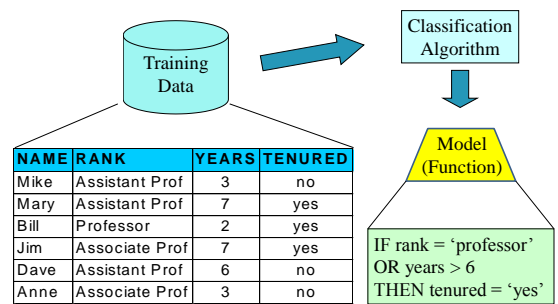 Training
Data
Classification
Algorithm
Model
(Function)
NAME RANK YEARS TENURED
Mike Assistant Prof 3 no
Mary Assistant Prof 7 yes
Bill Professor 2 yes
Jim Associate Prof 7 yes
Dave Assistant Prof 6 no
Anne Associate Prof 3 no
IF rank = ‘professor’
OR years > 6
THEN tenured = ‘yes’